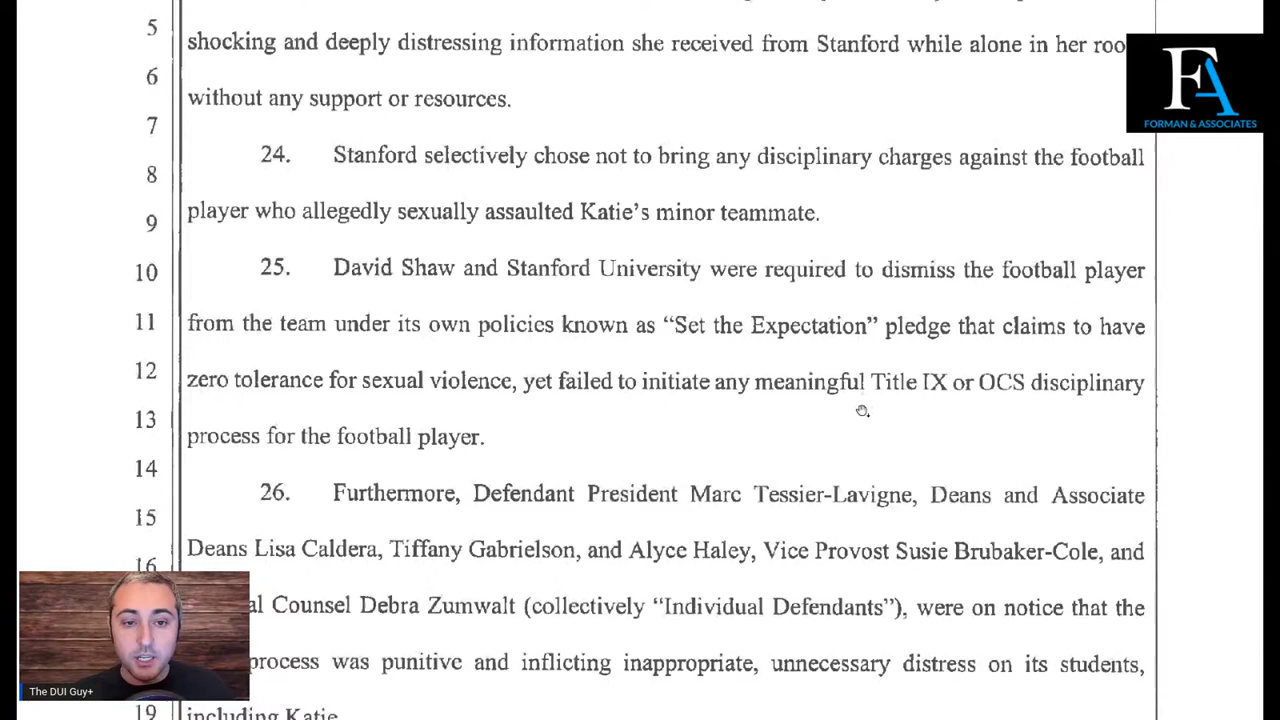 5
shocking and deeply distressing information she received from Stanford while alone in her
6
without any support or resources.
7
24. Stanford selectively chose not to bring any disciplinary charges against the football
8
player who allegedly sexually assaulted Katie's minor teammate.
9
25. David Shaw and Stanford University were required to dismiss the football player
10
from the team under its own policies known as “Set the Expectation” pledge that claims to have
11
zero tolerance for sexual violence, yet failed to initiate any meaningful Title IX or OCS disciplinary
12
process for the football player.
13
14
26. Furthermore, Defendant President Marc Tessier-Lavigne, Deans and Associate
15
Deans Lisa Caldera, Tiffany Gabrielson, and Alyce Haley, Vice Provost Susie Brubaker-Cole, and
16
Counsel Debra Zumwalt (collectively “Individual Defendants”), were on notice that the
process was punitive and inflicting inappropriate, unnecessary distress on its students,
19
including Katie.
FA
FORMAN & ASSOCIATES
The DUI Guy+